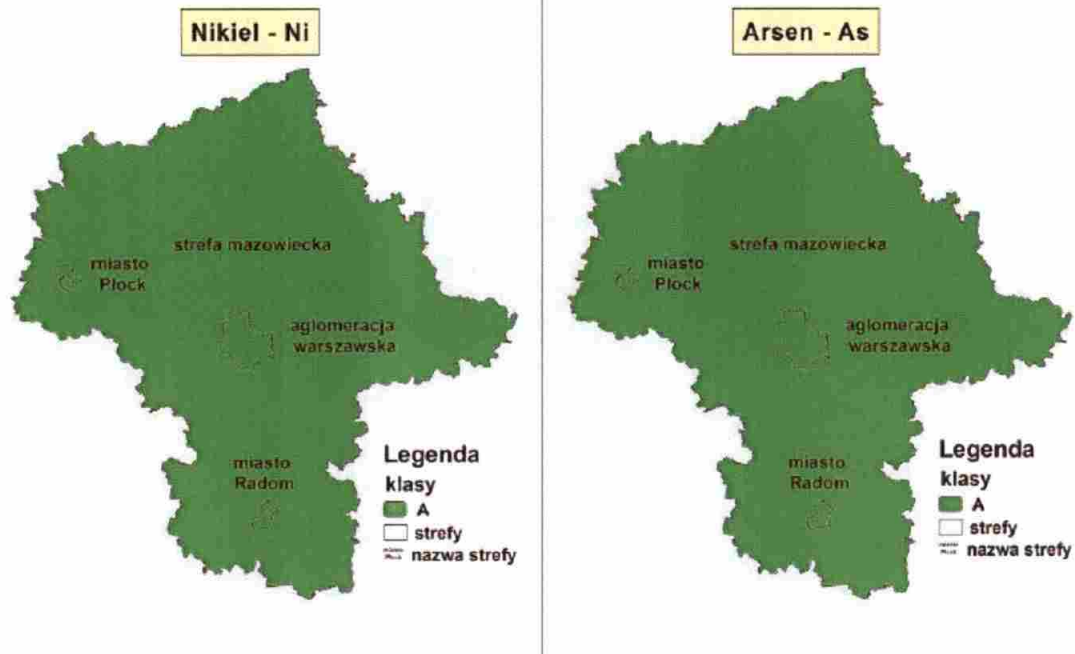 Nikiel - Ni
strefa mazowiecka
miasto
Płock
aglomeracja
warszawska
miasto
Radom
Legenda
klasy
A
strefy
nazwa strefy
Arsen - As
strefa mazowiecka
miasto
Płock
aglomeracja
warszawska
miasto
Radom
Legenda
klasy
A
strefy
nazwa strefy